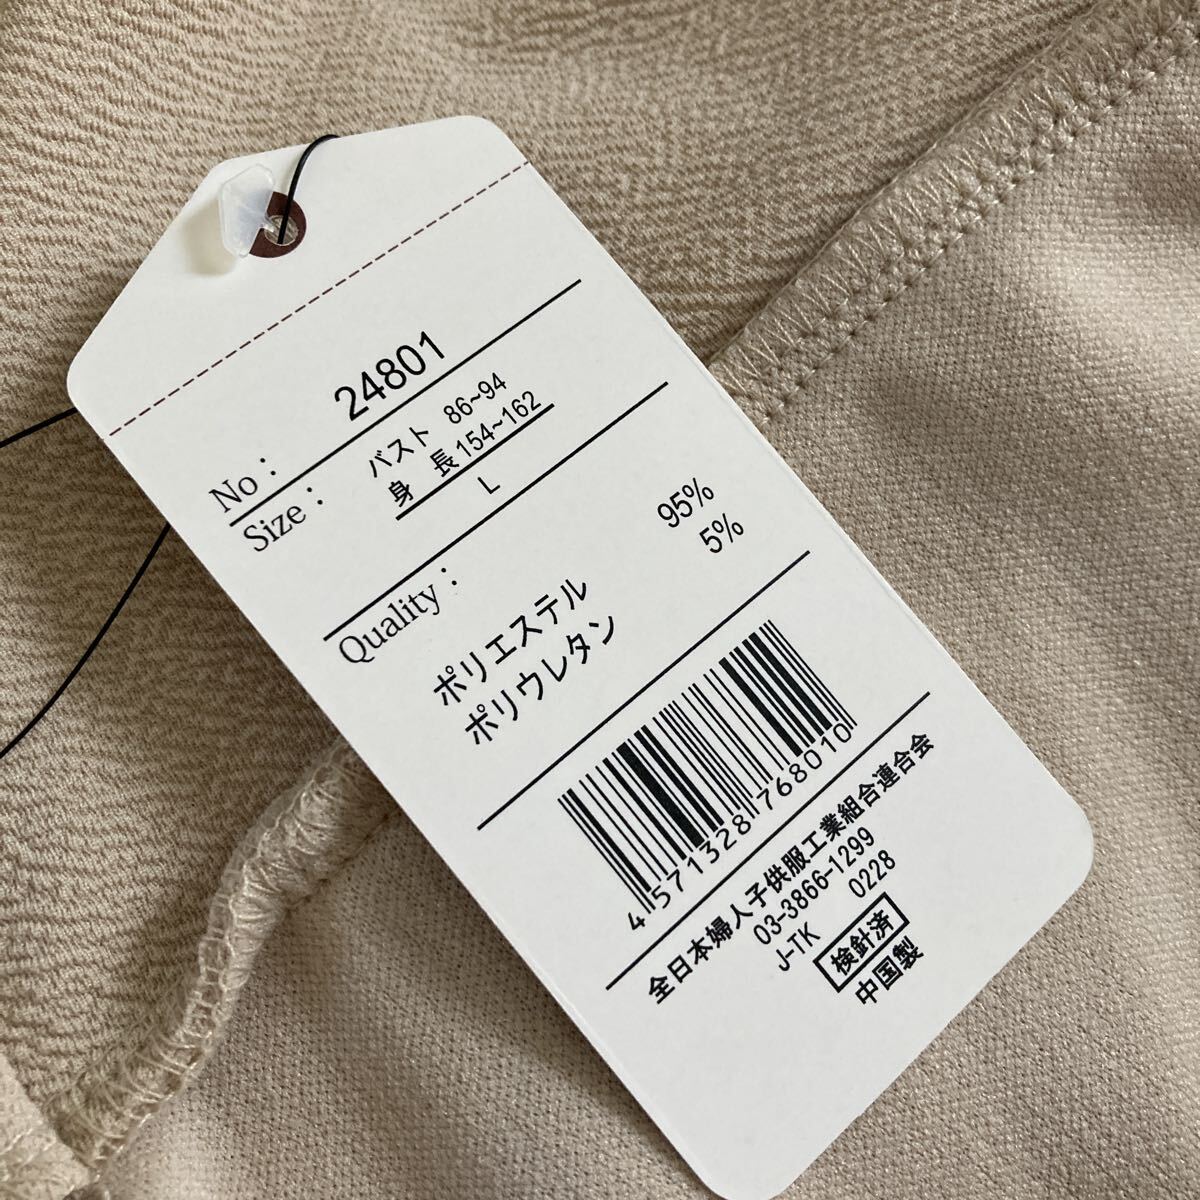 No： 24801
Size： バスト 86~94
身 長 154~162
L
Quality：
ポリエステル 95%
ポリウレタン 5%
4571328768010
全日本婦人子供服工業組合連合会
03-3866-1299
J-TK 0228
検針済
中国製